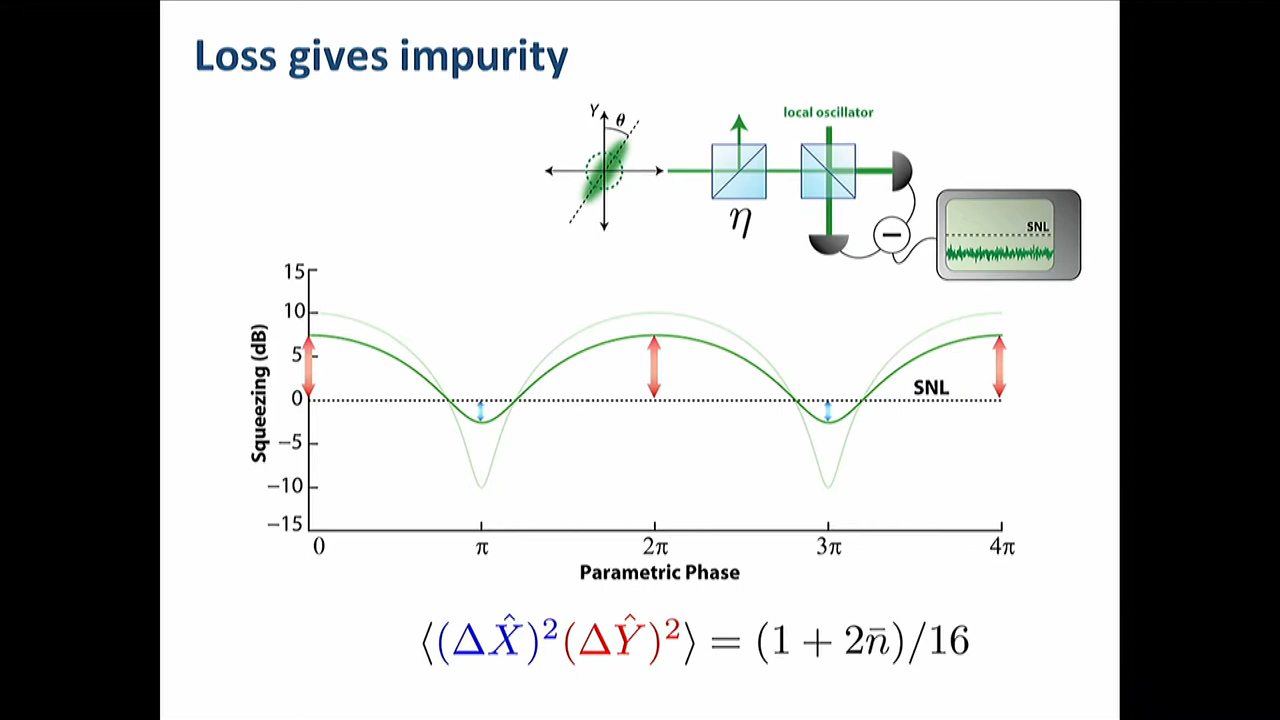 Loss gives impurity
Y
θ
local oscillator
η
−
SNL
15
10
5
0
−5
−10
−15
Squeezing (dB)
SNL
0 π 2π 3π 4π
Parametric Phase
⟨(ΔX̂)²(ΔŶ)²⟩ = (1 + 2n̄)/16